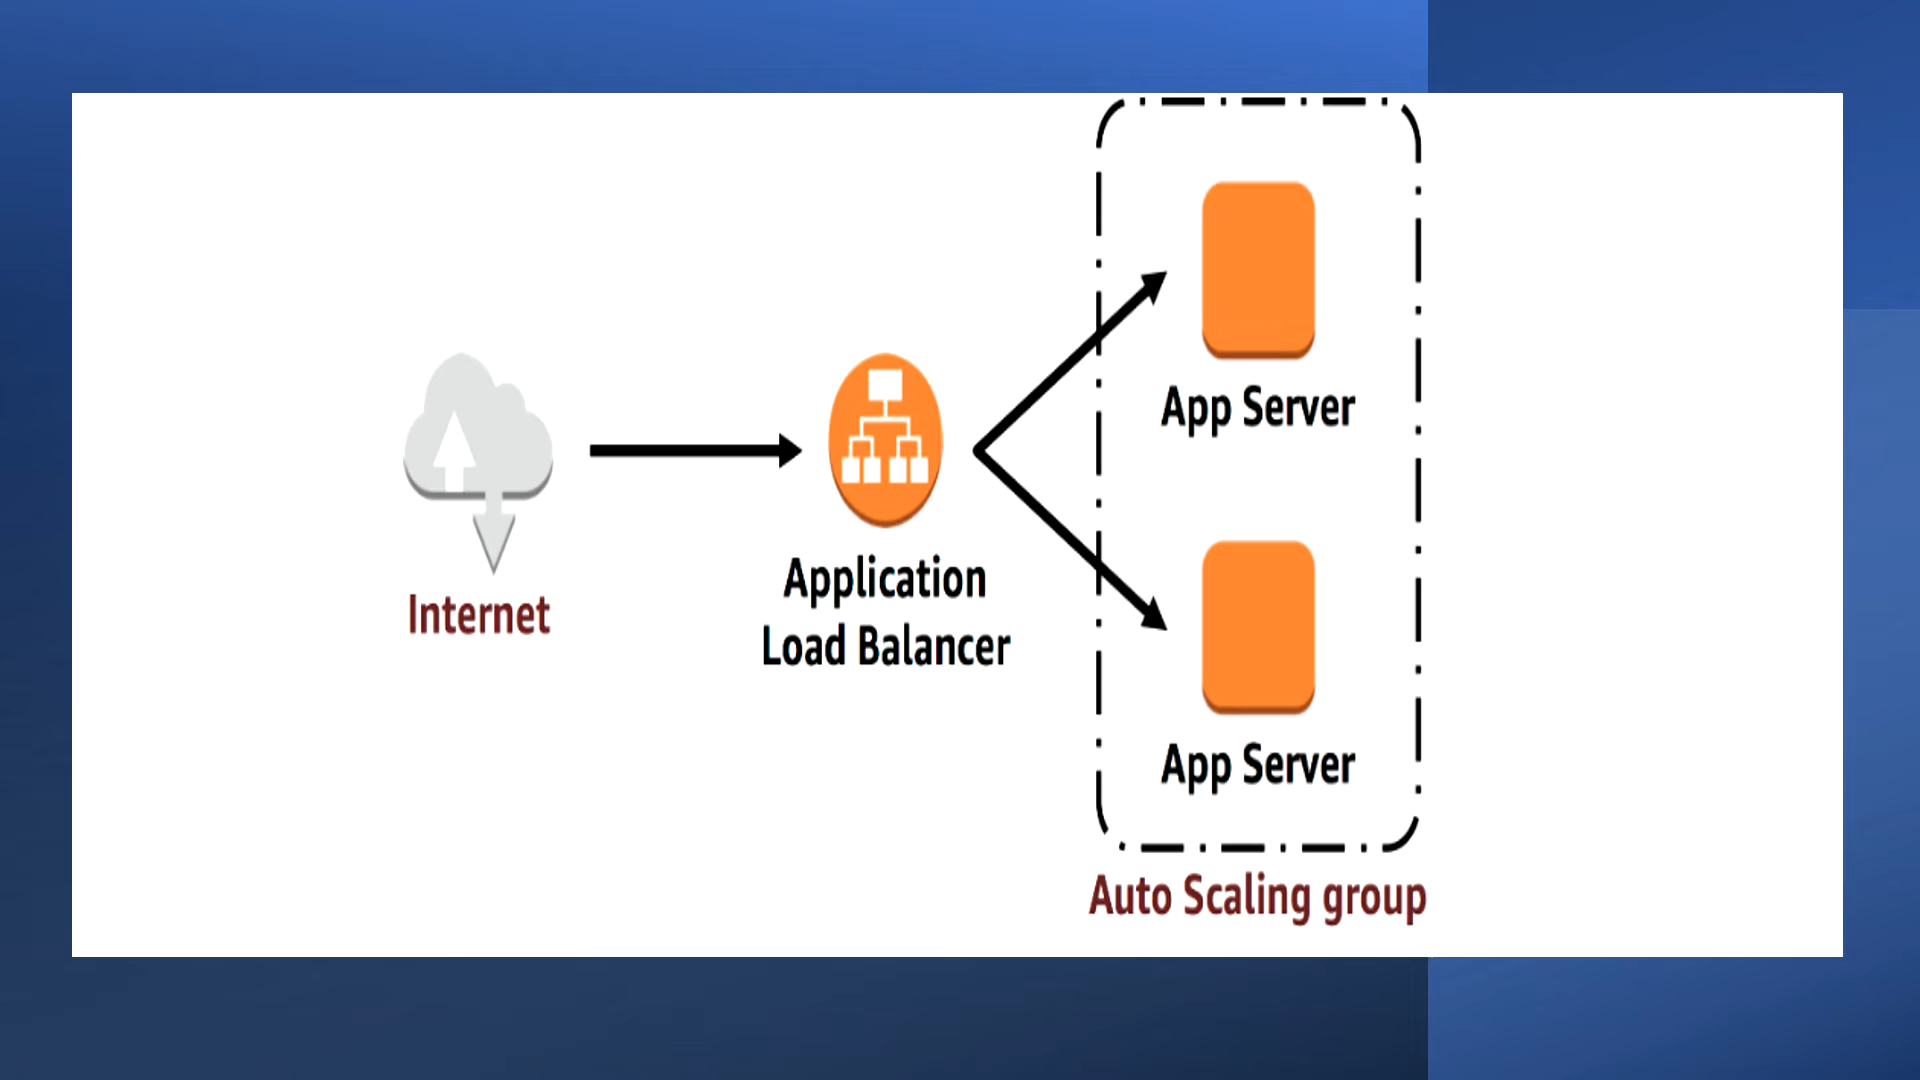 App Server
Internet
Application
Load Balancer
App Server
Auto Scaling group